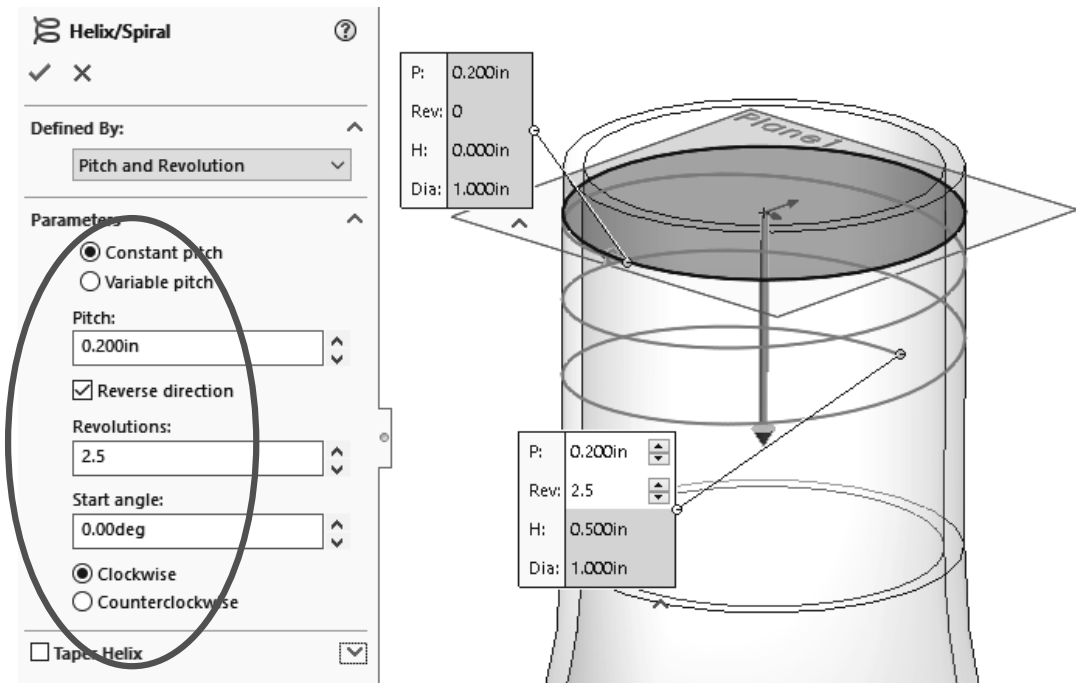 Helix/Spiral
Defined By:
Pitch and Revolution
Parameters
Constant pitch
Variable pitch
Pitch:
0.200in
Reverse direction
Revolutions:
2.5
Start angle:
0.00deg
Clockwise
Counterclockwise
Taper Helix
P: 0.200in
Rev: 0
H: 0.000in
Dia: 1.000in
Plane1
P: 0.200in
Rev: 2.5
H: 0.500in
Dia: 1.000in